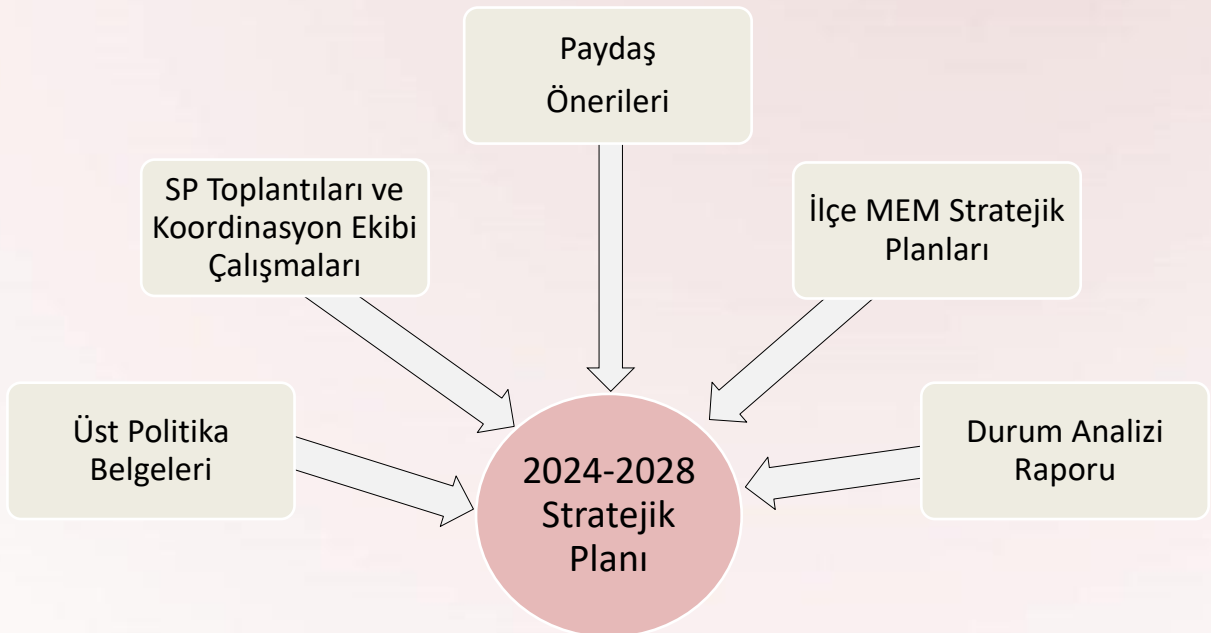 Paydaş
Önerileri
SP Toplantıları ve
Koordinasyon Ekibi
Çalışmaları
İlçe MEM Stratejik
Planları
Üst Politika
Belgeleri
Durum Analizi
Raporu
2024-2028
Stratejik
Planı